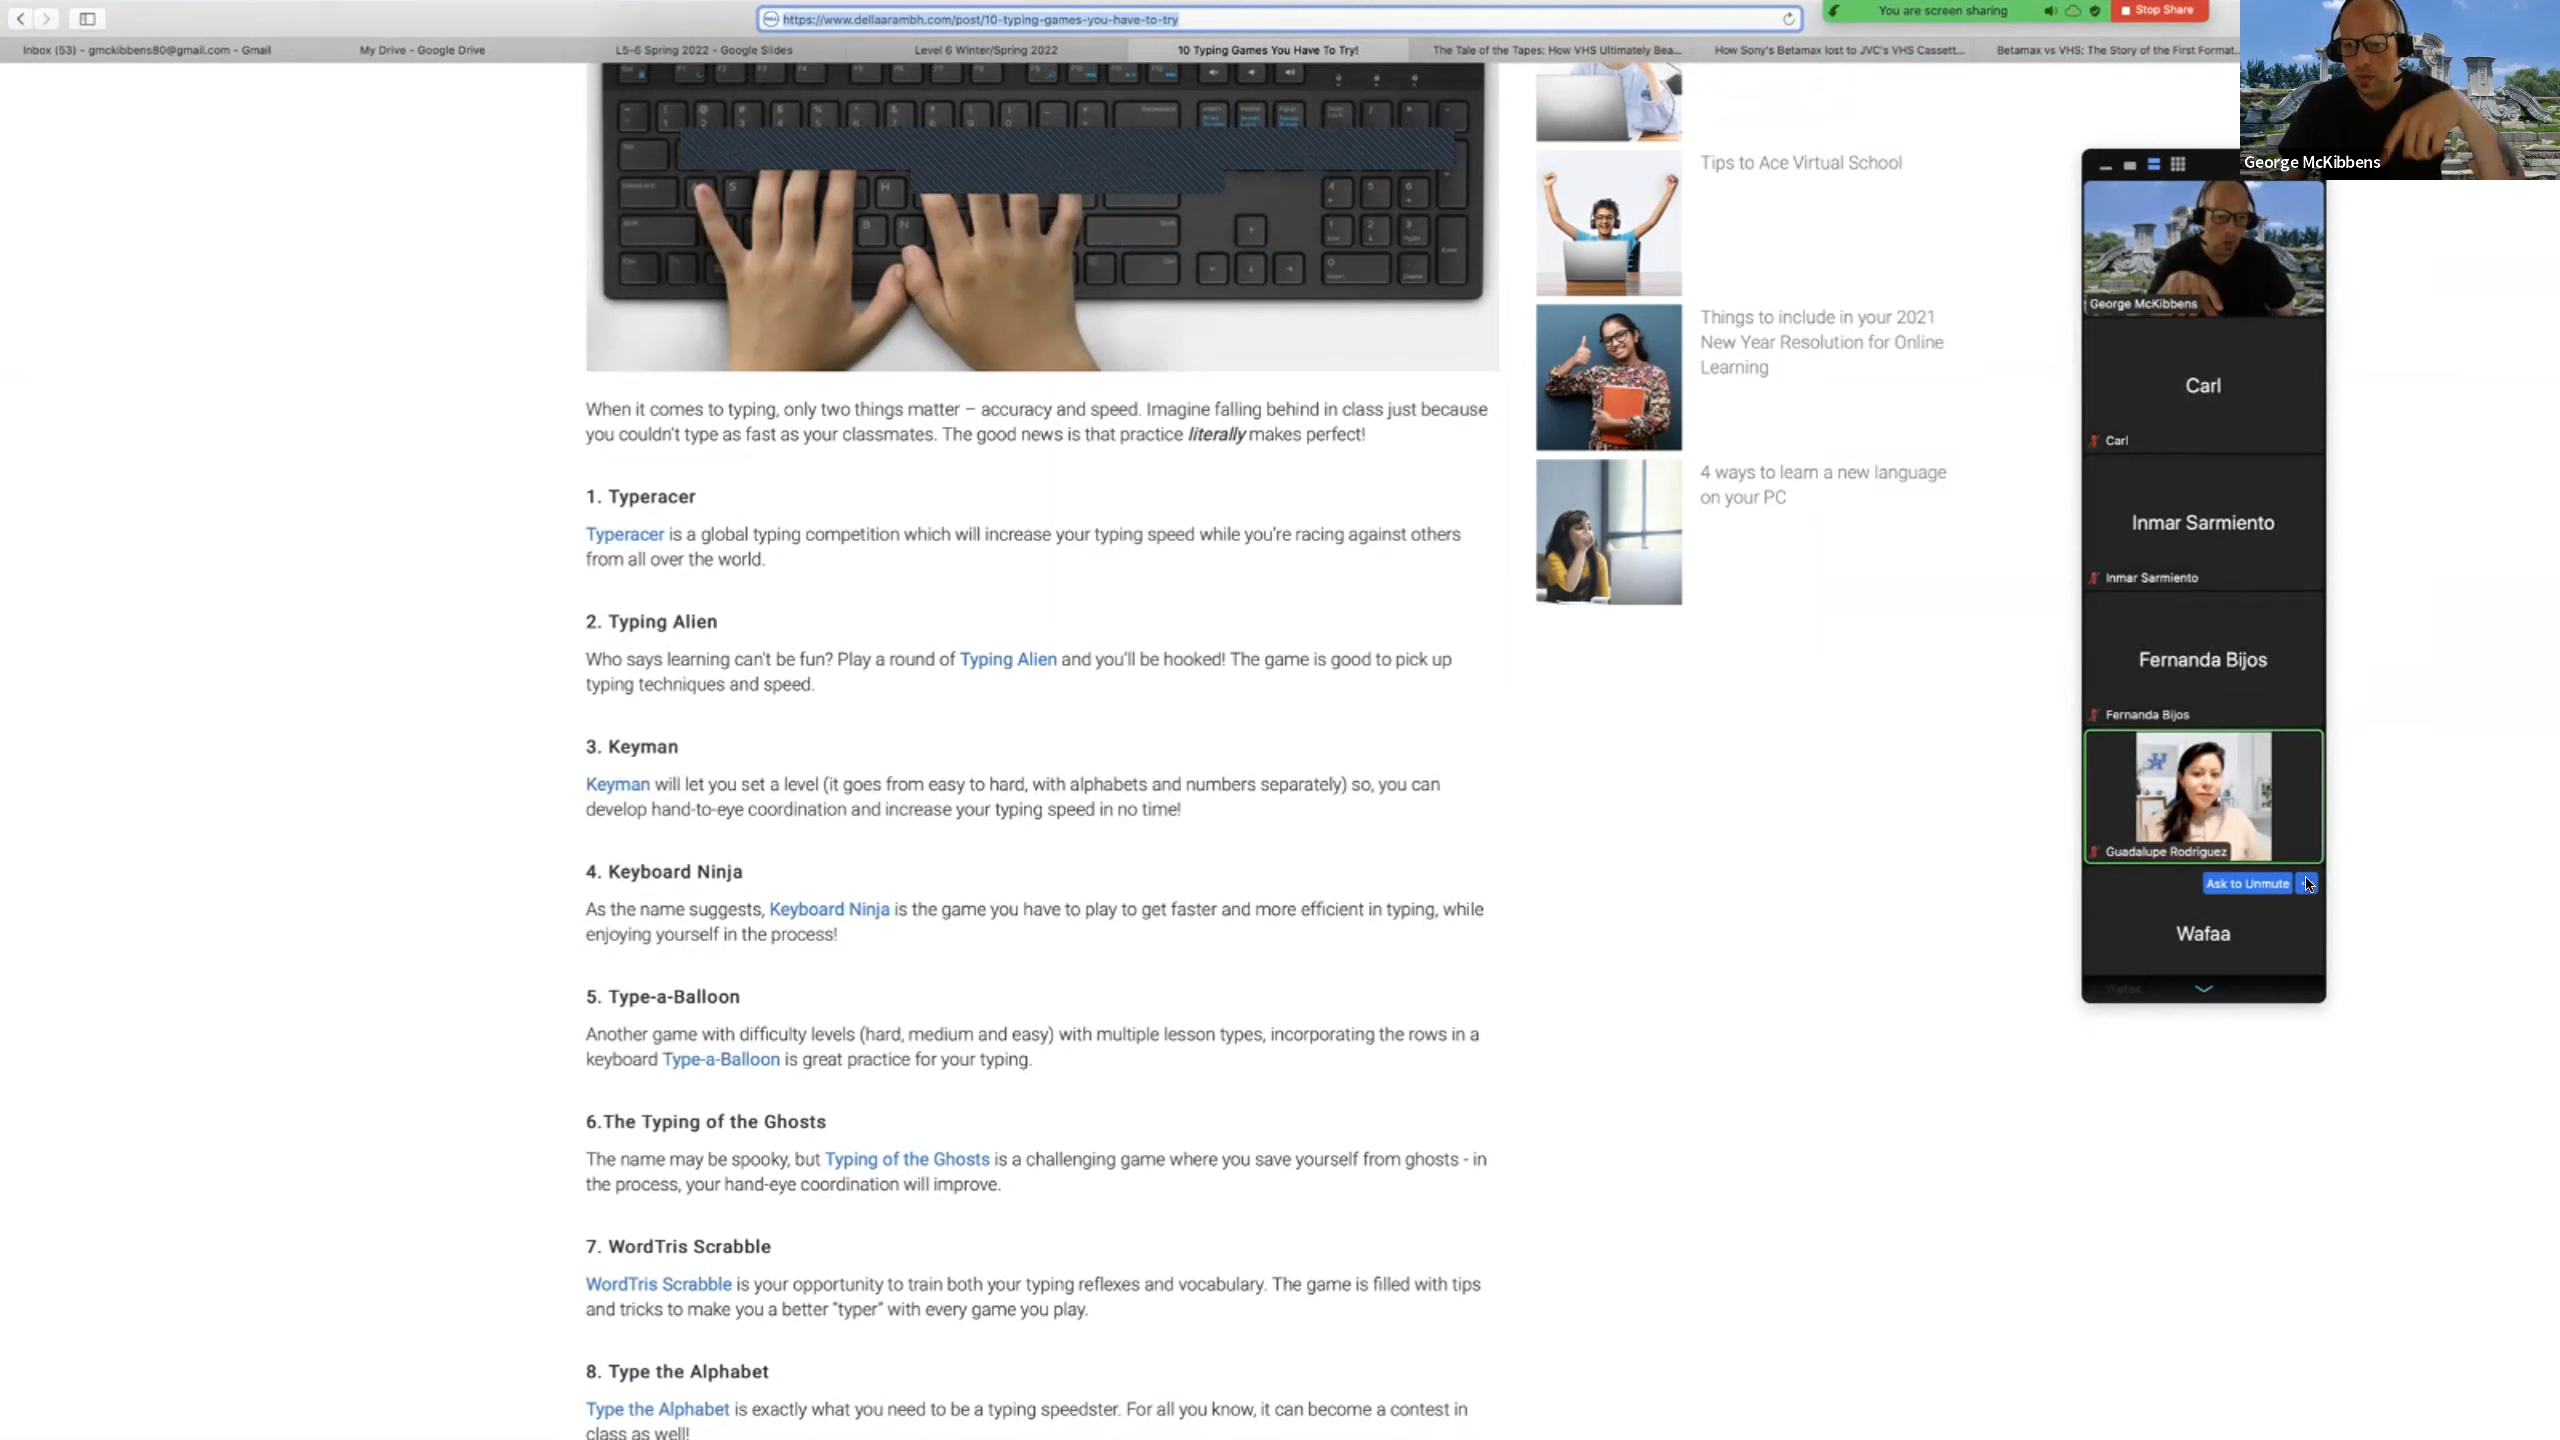 https://www.dellaarambh.com/post/10-typing-games-you-have-to-try
You are screen sharing
Stop Share
Inbox (53) - gmckibbens80@gmail.com - Gmail
My Drive - Google Drive
L5-6 Spring 2022 - Google Slides
Level 6 Winter/Spring 2022
10 Typing Games You Have To Try!
The Tale of the Tapes: How VHS Ultimately Bea...
How Sony's Betamax lost to JVC's VHS Cassett...
Betamax vs VHS: The Story of the First Format...
George McKibbens
When it comes to typing, only two things matter – accuracy and speed. Imagine falling behind in class just because
you couldn't type as fast as your classmates. The good news is that practice literally makes perfect!
1. Typeracer
Typeracer is a global typing competition which will increase your typing speed while you're racing against others
from all over the world.
2. Typing Alien
Who says learning can't be fun? Play a round of Typing Alien and you'll be hooked! The game is good to pick up
typing techniques and speed.
3. Keyman
Keyman will let you set a level (it goes from easy to hard, with alphabets and numbers separately) so, you can
develop hand-to-eye coordination and increase your typing speed in no time!
4. Keyboard Ninja
As the name suggests, Keyboard Ninja is the game you have to play to get faster and more efficient in typing, while
enjoying yourself in the process!
5. Type-a-Balloon
Another game with difficulty levels (hard, medium and easy) with multiple lesson types, incorporating the rows in a
keyboard Type-a-Balloon is great practice for your typing.
6.The Typing of the Ghosts
The name may be spooky, but Typing of the Ghosts is a challenging game where you save yourself from ghosts - in
the process, your hand-eye coordination will improve.
7. WordTris Scrabble
WordTris Scrabble is your opportunity to train both your typing reflexes and vocabulary. The game is filled with tips
and tricks to make you a better "typer" with every game you play.
8. Type the Alphabet
Type the Alphabet is exactly what you need to be a typing speedster. For all you know, it can become a contest in
class as well!
Tips to Ace Virtual School
Things to include in your 2021
New Year Resolution for Online
Learning
4 ways to learn a new language
on your PC
George McKibbens
Carl
Carl
Inmar Sarmiento
Inmar Sarmiento
Fernanda Bijos
Fernanda Bijos
Guadalupe Rodriguez
Ask to Unmute
Wafaa
Wafaa